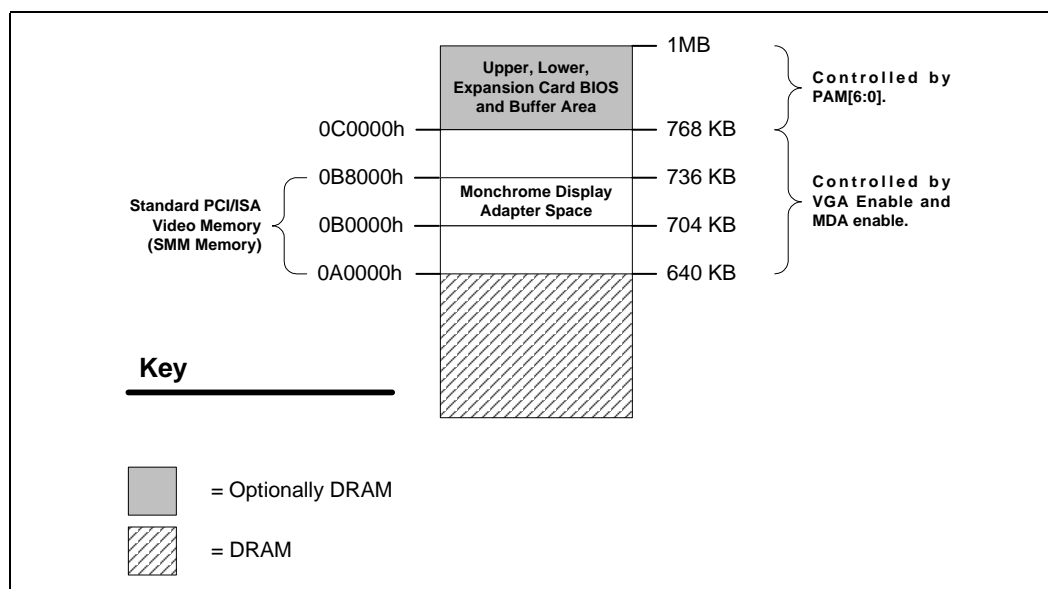 1MB
Upper, Lower,
Expansion Card BIOS
and Buffer Area
Controlled by
PAM[6:0].
0C0000h
768 KB
0B8000h
736 KB
Standard PCI/ISA
Video Memory
(SMM Memory)
Monchrome Display
Adapter Space
Controlled by
VGA Enable and
MDA enable.
0B0000h
704 KB
0A0000h
640 KB
Key
= Optionally DRAM
= DRAM